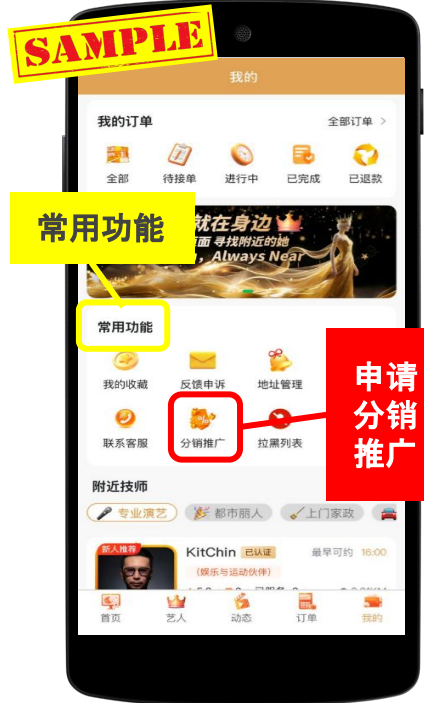 SAMPLE
我的
我的订单
全部订单 >
全部
待接单
进行中
已完成
已退款
就在身边
面 寻找附近的她
, Always Near
常用功能
常用功能
我的收藏
反馈申诉
地址管理
联系客服
分销推广
拉黑列表
申请
分销
推广
附近技师
专业演艺
都市丽人
上门家政
新人推荐
KitChin 已认证
最早可约 16:00
(娱乐与运动伙伴)
首页
艺人
动态
订单
我的